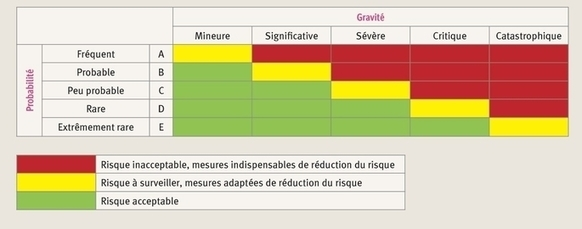 Gravité
Mineure Significative Sévère Critique Catastrophique
Probabilité
Fréquent A
Probable B
Peu probable C
Rare D
Extrêmement rare E
Risque inacceptable, mesures indispensables de réduction du risque
Risque à surveiller, mesures adaptées de réduction du risque
Risque acceptable